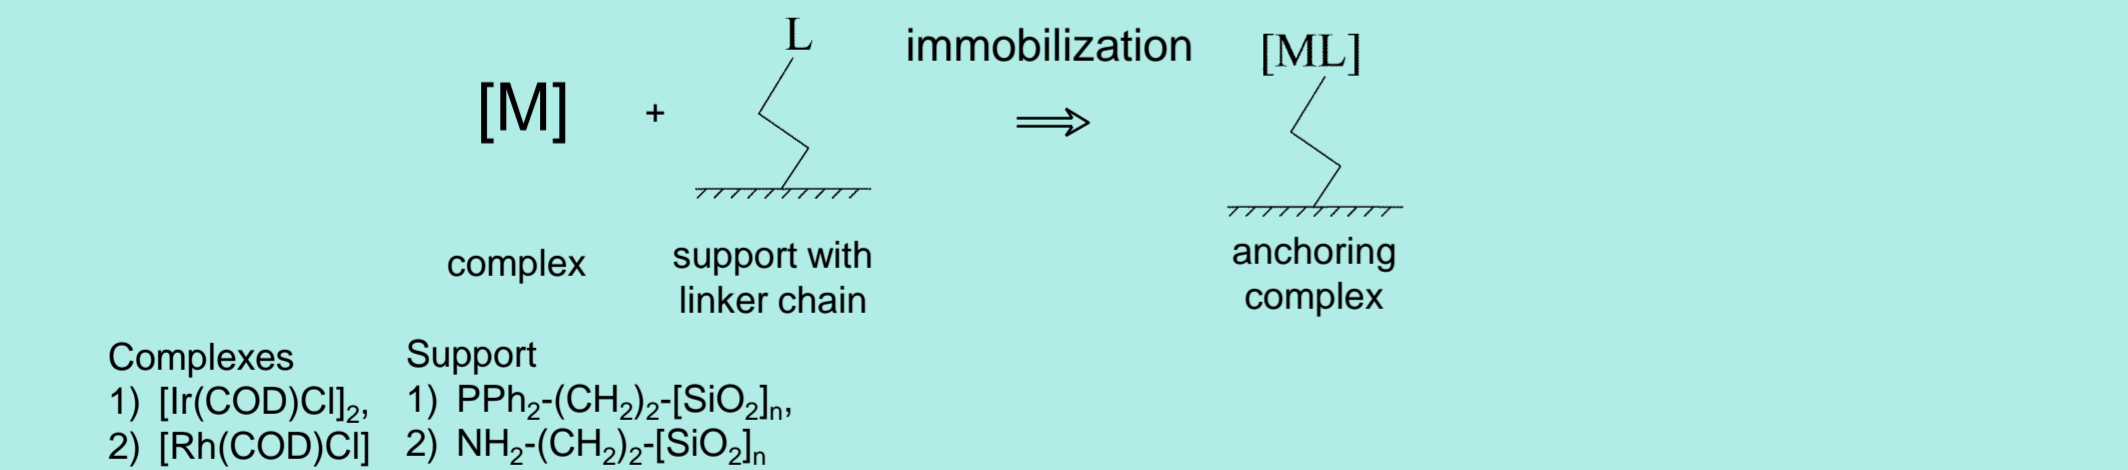 L immobilization [ML]
[M] +
complex support with linker chain anchoring complex
Complexes Support
1) [Ir(COD)Cl]₂, 1) PPh₂-(CH₂)₂-[SiO₂]ₙ,
2) [Rh(COD)Cl] 2) NH₂-(CH₂)₂-[SiO₂]ₙ